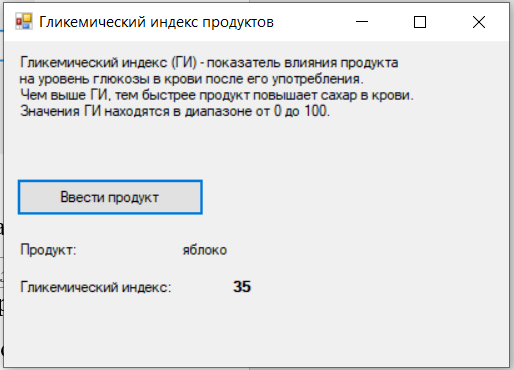 Гликемический индекс продуктов
Гликемический индекс (ГИ) - показатель влияния продукта
на уровень глюкозы в крови после его употребления.
Чем выше ГИ, тем быстрее продукт повышает сахар в крови.
Значения ГИ находятся в диапазоне от 0 до 100.
Ввести продукт
Продукт: яблоко
Гликемический индекс: 35